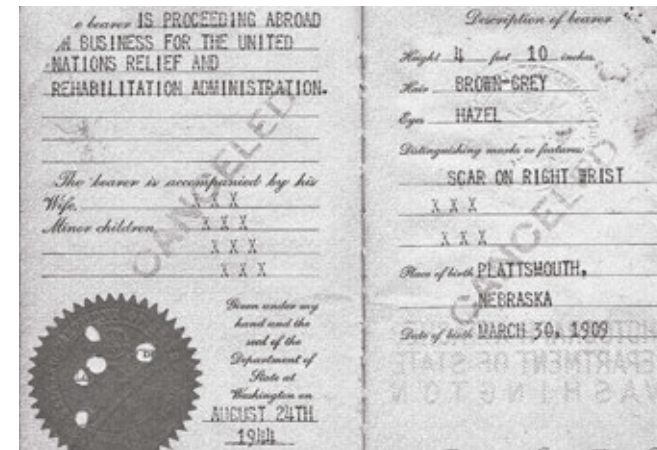 e bearer IS PROCEEDING ABROAD
N BUSINESS FOR THE UNITED
NATIONS RELIEF AND
REHABILITATION ADMINISTRATION.
The bearer is accompanied by his
Wife, X X X
Minor children, X X X
X X X
X X X
CANCELED
Given under my
hand and the
seal of the
Department of
State at
Washington on
AUGUST 24TH
1944
Description of bearer
Height 4 feet 10 inches
Hair BROWN-GREY
Eyes HAZEL
Distinguishing marks or features:
SCAR ON RIGHT WRIST
X X X
X X X
CANCELED
Place of birth PLATTSMOUTH,
NEBRASKA
Date of birth MARCH 30, 1909
DEPARTMENT OF STATE
WASHINGTON